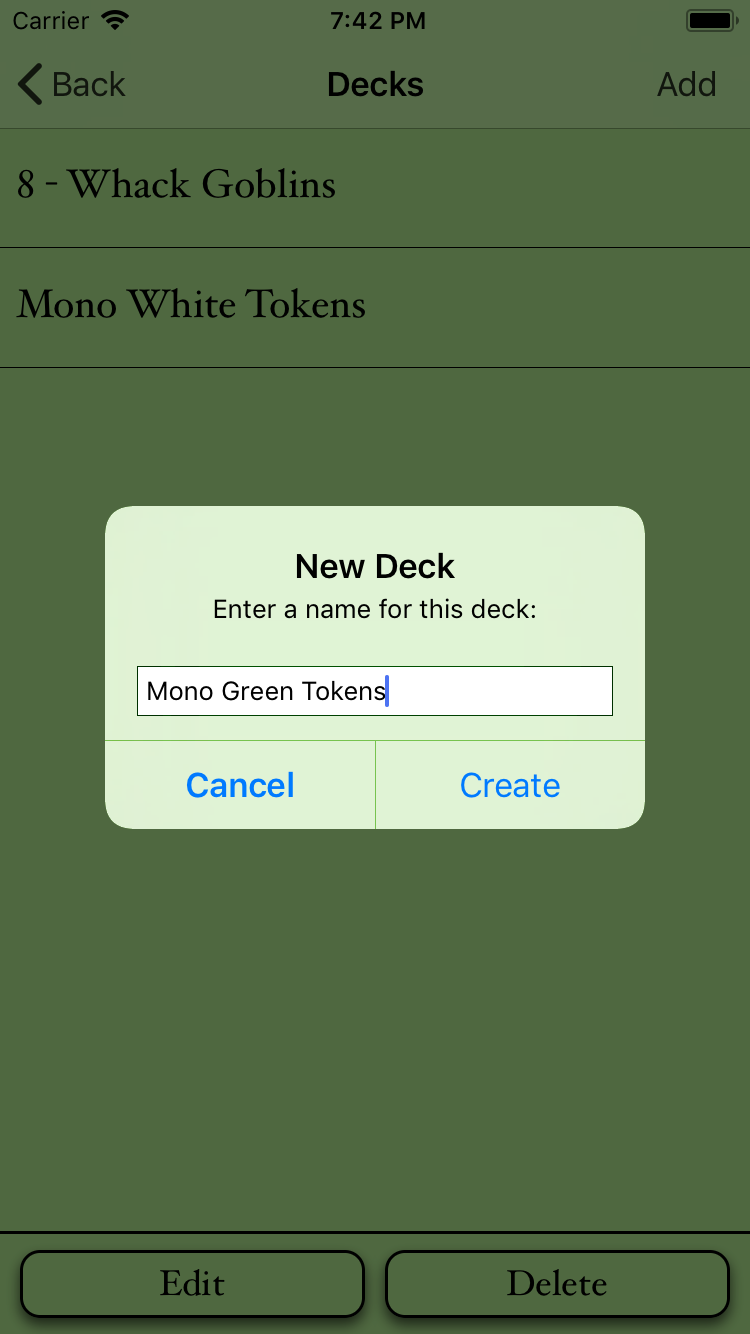 Carrier 7:42 PM
Back Decks Add
8 - Whack Goblins
Mono White Tokens
New Deck
Enter a name for this deck:
Mono Green Tokens
Cancel Create
Edit Delete